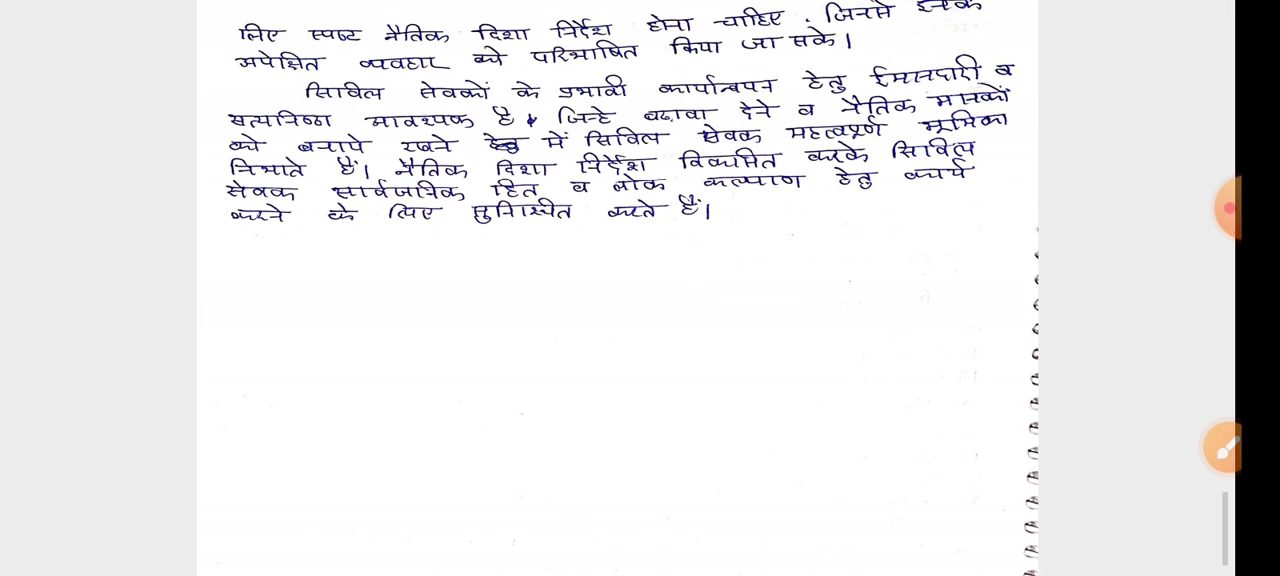 लिए स्पष्ट नैतिक दिशा निर्देश होना चाहिए . जिनसे इनके
अपेक्षित व्यवहार को परिभाषित किया जा सके।
सिविल सेवकों के प्रभावी कार्यान्वयन हेतु ईमानदारी व
सत्यनिष्ठा आवश्यक है, जिन्हे बढ़ावा देने व नैतिक मानकों
को बनाये रखने में सिविल सेवक महत्वपूर्ण भूमिका
निभाते हैं। नैतिक दिशा निर्देश विकसित करके सिविल
सेवक सार्वजनिक हित व लोक कल्याण हेतु कार्य
करने के लिए सुनिश्चित करते हैं।